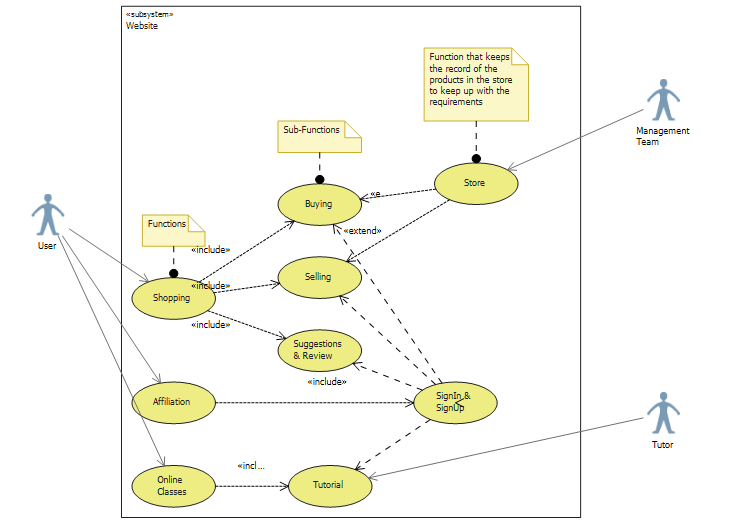 «subsystem»
Website
Function that keeps
the record of the
products in the store
to keep up with the
requirements
Management
Team
Sub-Functions
Store
«e
Buying
Functions
«extend»
User
«include»
Selling
«include»
Shopping
«include»
Suggestions
& Review
«include»
Affiliation
SignIn &
SignUp
Tutor
«incl...
Online
Classes
Tutorial